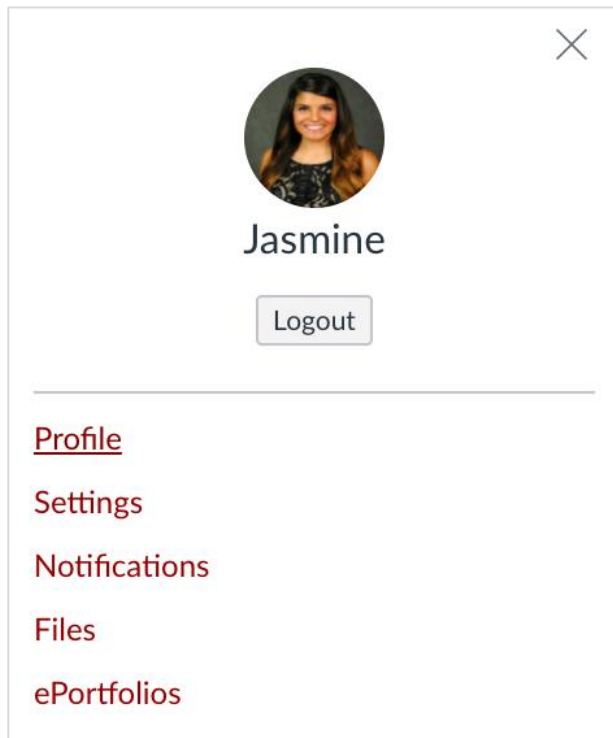 Jasmine
Logout
Profile
Settings
Notifications
Files
ePortfolios